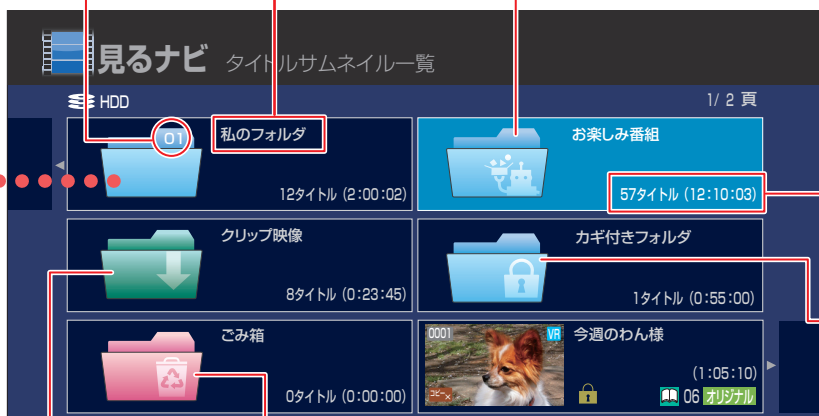 見るナビ タイトルサムネイル一覧
HDD 1/ 2 頁
01 私のフォルダ
12タイトル (2:00:02)
お楽しみ番組
57タイトル (12:10:03)
クリップ映像
8タイトル (0:23:45)
カギ付きフォルダ
1タイトル (0:55:00)
ごみ箱
0タイトル (0:00:00)
0001 VR 今週のわん様
(1:05:10)
コピー× 06 オリジナル